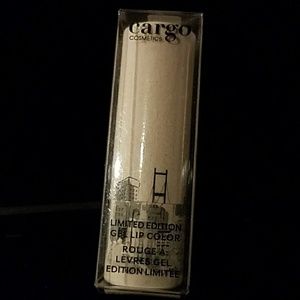 cargo
COSMETICS
LIMITED EDITION
GEL LIP COLOR
ROUGE À
LÈVRES GEL
ÉDITION LIMITÉE